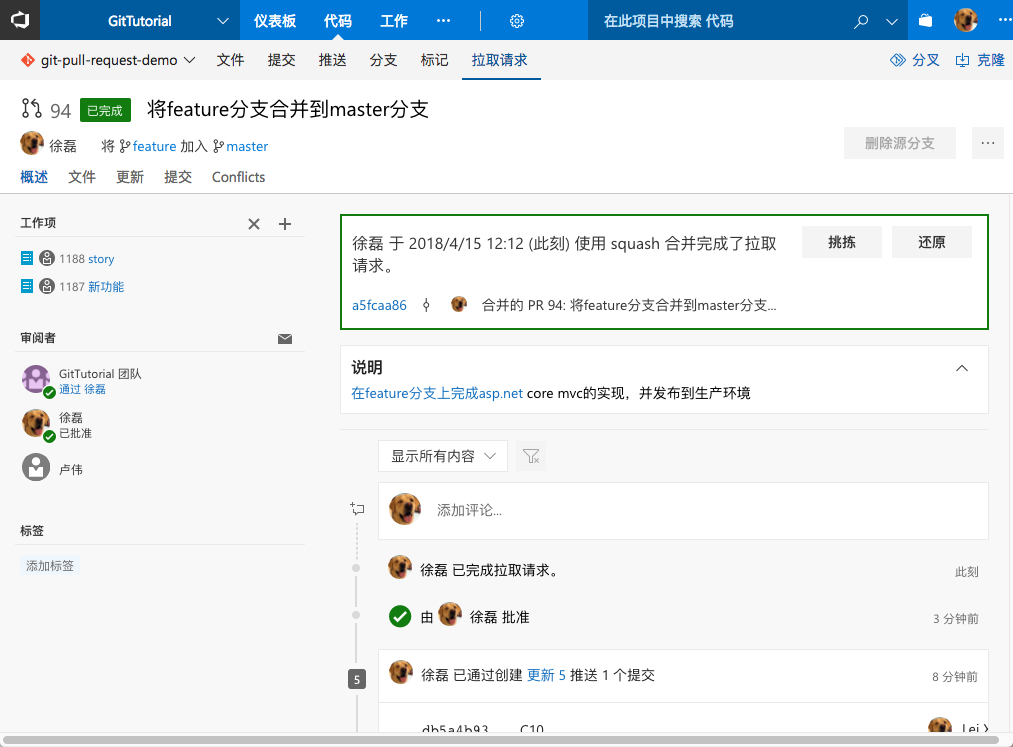 GitTutorial 仪表板 代码 工作 ··· 在此项目中搜索 代码
git-pull-request-demo 文件 提交 推送 分支 标记 拉取请求 分叉 克隆
94 已完成 将feature分支合并到master分支
徐磊 将 feature 加入 master
删除源分支 ···
概述 文件 更新 提交 Conflicts
工作项
1188 story
1187 新功能
审阅者
GitTutorial 团队
通过 徐磊
徐磊
已批准
卢伟
标签
添加标签
徐磊 于 2018/4/15 12:12 (此刻) 使用 squash 合并完成了拉取
请求。
挑拣 还原
a5fcaa86 合并的 PR 94: 将feature分支合并到master分支...
说明
在feature分支上完成asp.net core mvc的实现，并发布到生产环境
显示所有内容
添加评论...
徐磊 已完成拉取请求。 此刻
由 徐磊 批准 3 分钟前
5 徐磊 已通过创建 更新 5 推送 1 个提交 8 分钟前
db5a4b93 C10 Lei